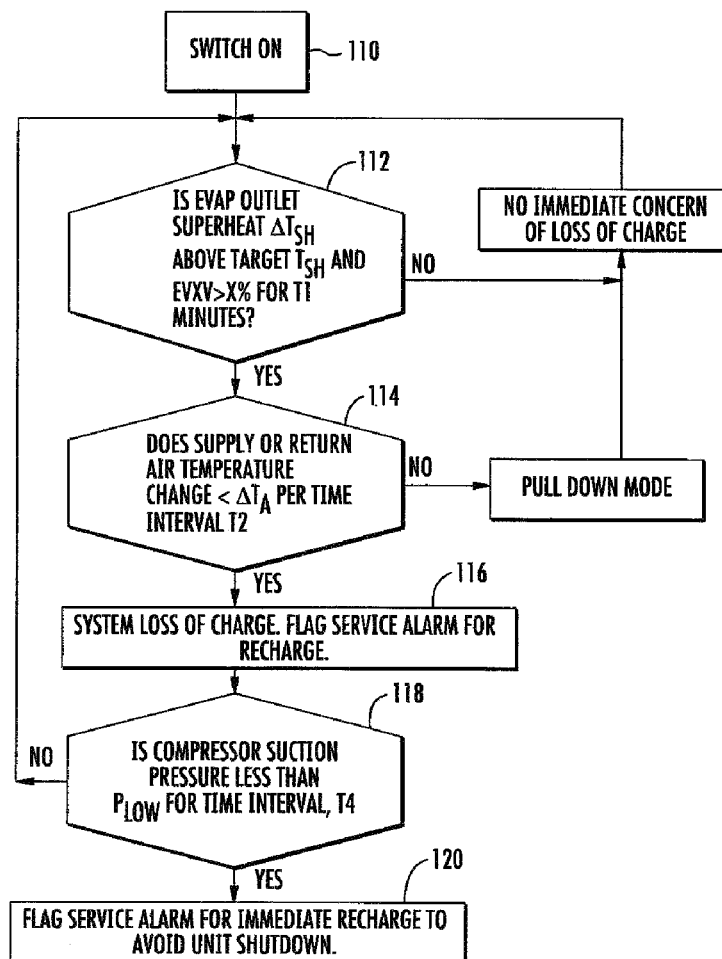 SWITCH ON
110
112
IS EVAP OUTLET
SUPERHEAT ΔTSH
ABOVE TARGET TSH AND
EVXV>X% FOR T1
MINUTES?
NO
NO IMMEDIATE CONCERN
OF LOSS OF CHARGE
YES
114
DOES SUPPLY OR RETURN
AIR TEMPERATURE
CHANGE < ΔTA PER TIME
INTERVAL T2
NO
PULL DOWN MODE
YES
116
SYSTEM LOSS OF CHARGE. FLAG SERVICE ALARM FOR
RECHARGE.
118
NO
IS COMPRESSOR SUCTION
PRESSURE LESS THAN
PLOW FOR TIME INTERVAL, T4
YES
120
FLAG SERVICE ALARM FOR IMMEDIATE RECHARGE TO
AVOID UNIT SHUTDOWN.